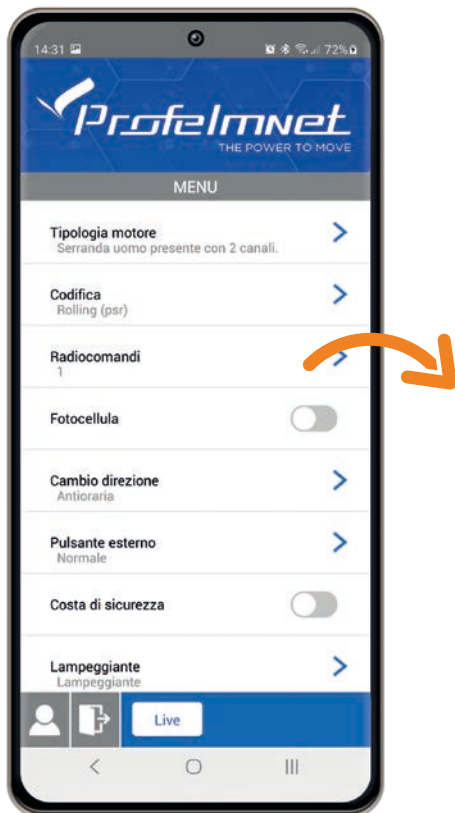 14:31
72%
Profelmnet
THE POWER TO MOVE
MENU
Tipologia motore
Serranda uomo presente con 2 canali.
Codifica
Rolling (psr)
Radiocomandi
1
Fotocellula
Cambio direzione
Antioraria
Pulsante esterno
Normale
Costa di sicurezza
Lampeggiante
Lampeggiante
Live